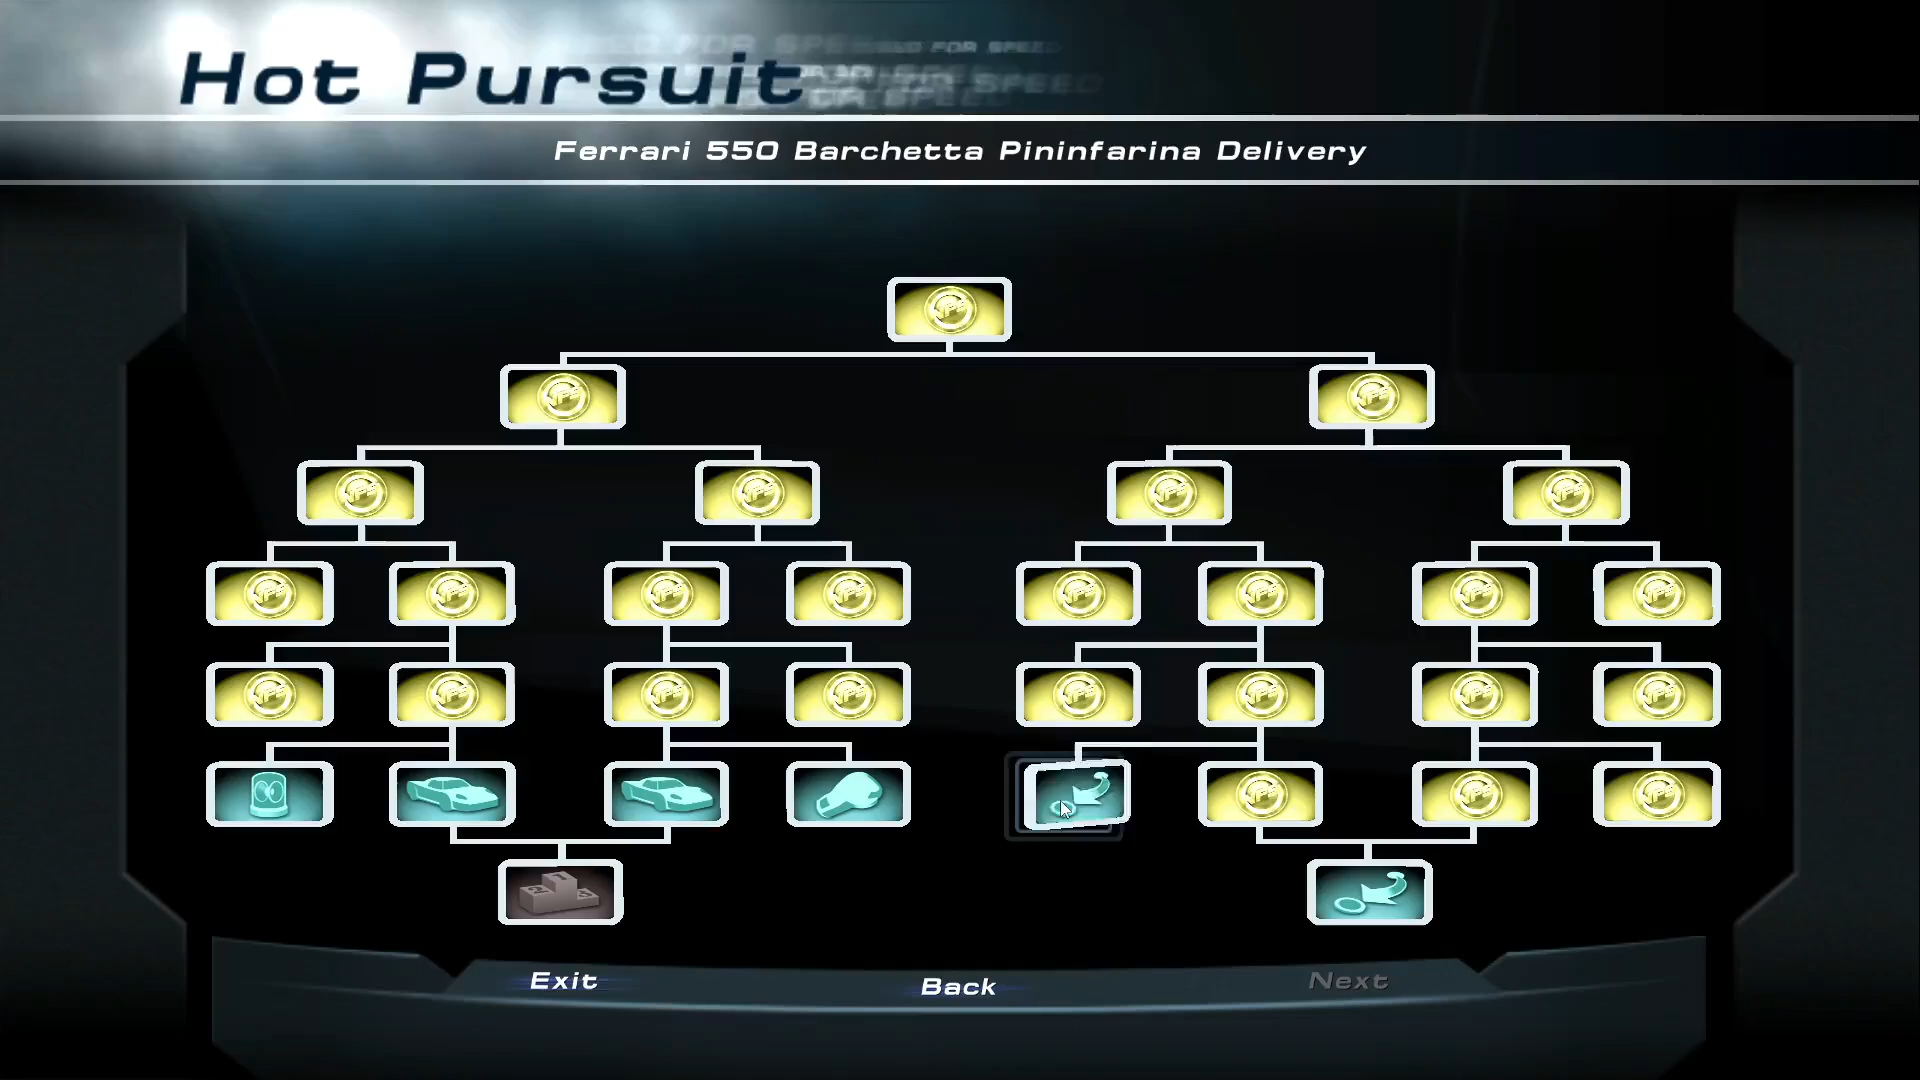 Hot Pursuit
Ferrari 550 Barchetta Pininfarina Delivery
Exit
Back
Next